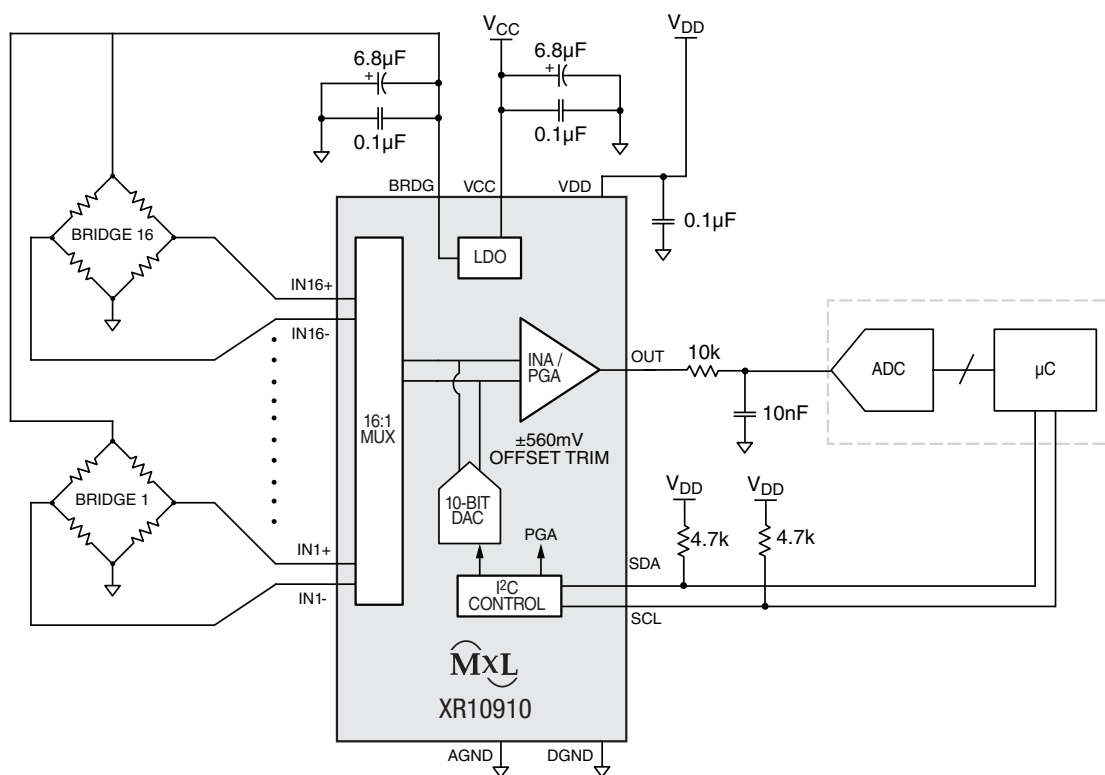 VCC
VDD
6.8µF
+
0.1µF
6.8µF
+
0.1µF
BRDG
VCC
VDD
0.1µF
BRIDGE 16
LDO
IN16+
IN16-
INA /
PGA
OUT
10k
ADC
µC
10nF
16:1
MUX
±560mV
OFFSET TRIM
BRIDGE 1
10-BIT
DAC
VDD
VDD
4.7k
4.7k
PGA
IN1+
SDA
I²C
CONTROL
IN1-
SCL
MXL
XR10910
AGND
DGND